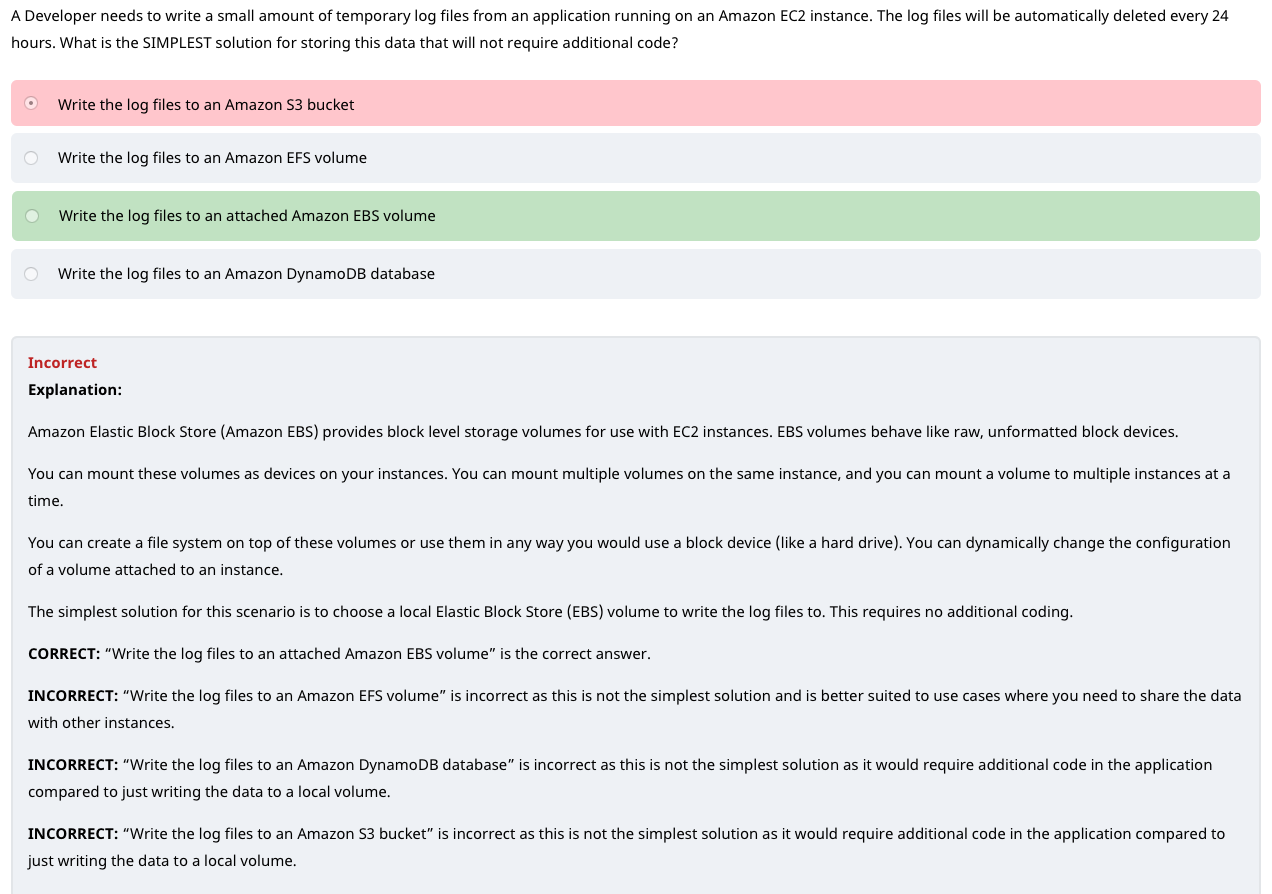 A Developer needs to write a small amount of temporary log files from an application running on an Amazon EC2 instance. The log files will be automatically deleted every 24
hours. What is the SIMPLEST solution for storing this data that will not require additional code?
Write the log files to an Amazon S3 bucket
Write the log files to an Amazon EFS volume
Write the log files to an attached Amazon EBS volume
Write the log files to an Amazon DynamoDB database
Incorrect
Explanation:
Amazon Elastic Block Store (Amazon EBS) provides block level storage volumes for use with EC2 instances. EBS volumes behave like raw, unformatted block devices.
You can mount these volumes as devices on your instances. You can mount multiple volumes on the same instance, and you can mount a volume to multiple instances at a
time.
You can create a file system on top of these volumes or use them in any way you would use a block device (like a hard drive). You can dynamically change the configuration
of a volume attached to an instance.
The simplest solution for this scenario is to choose a local Elastic Block Store (EBS) volume to write the log files to. This requires no additional coding.
CORRECT: “Write the log files to an attached Amazon EBS volume” is the correct answer.
INCORRECT: “Write the log files to an Amazon EFS volume” is incorrect as this is not the simplest solution and is better suited to use cases where you need to share the data
with other instances.
INCORRECT: “Write the log files to an Amazon DynamoDB database” is incorrect as this is not the simplest solution as it would require additional code in the application
compared to just writing the data to a local volume.
INCORRECT: “Write the log files to an Amazon S3 bucket” is incorrect as this is not the simplest solution as it would require additional code in the application compared to
just writing the data to a local volume.